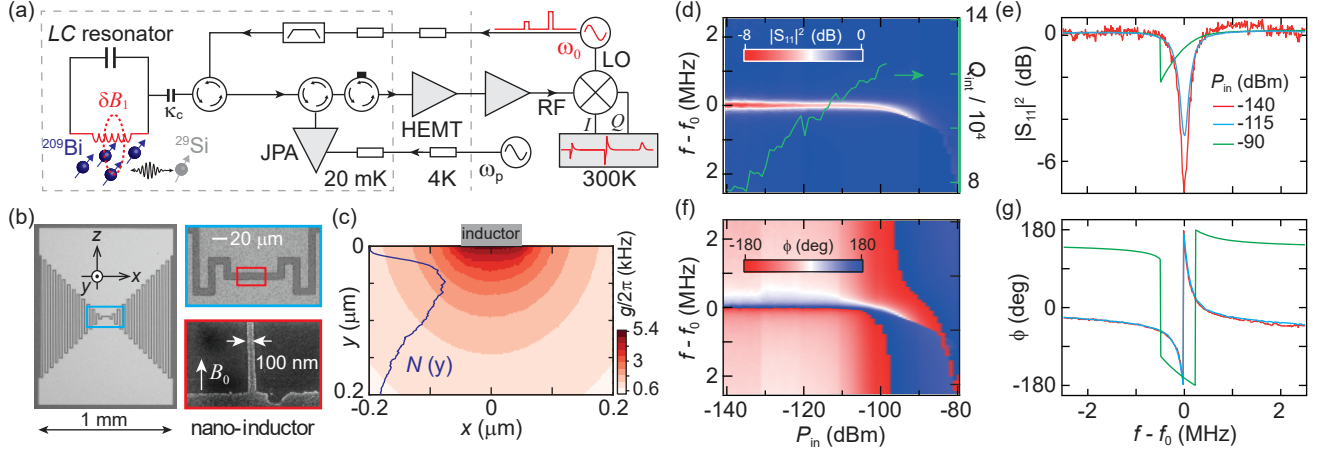 (a)
LC resonator
δB1
κc
209Bi
29Si
JPA
HEMT
20 mK
4K
ωp
ω0
LO
RF
I
Q
300K
(b)
z
x
y
1 mm
20 μm
B0
100 nm
nano-inductor
(c)
inductor
0
y (μm)
0.2
N (y)
-0.2
0
0.2
x (μm)
g/2π (kHz)
5.4
3
0.6
(d)
|S11|² (dB)
-8
0
2
0
2
f - f0 (MHz)
14
Qint / 10⁴
8
(e)
0
-6
|S11|² (dB)
Pin (dBm)
-140
-115
-90
(f)
-180
ϕ (deg)
180
2
0
2
f - f0 (MHz)
-140
-120
-100
-80
Pin (dBm)
(g)
180
0
-180
ϕ (deg)
-2
0
2
f - f0 (MHz)